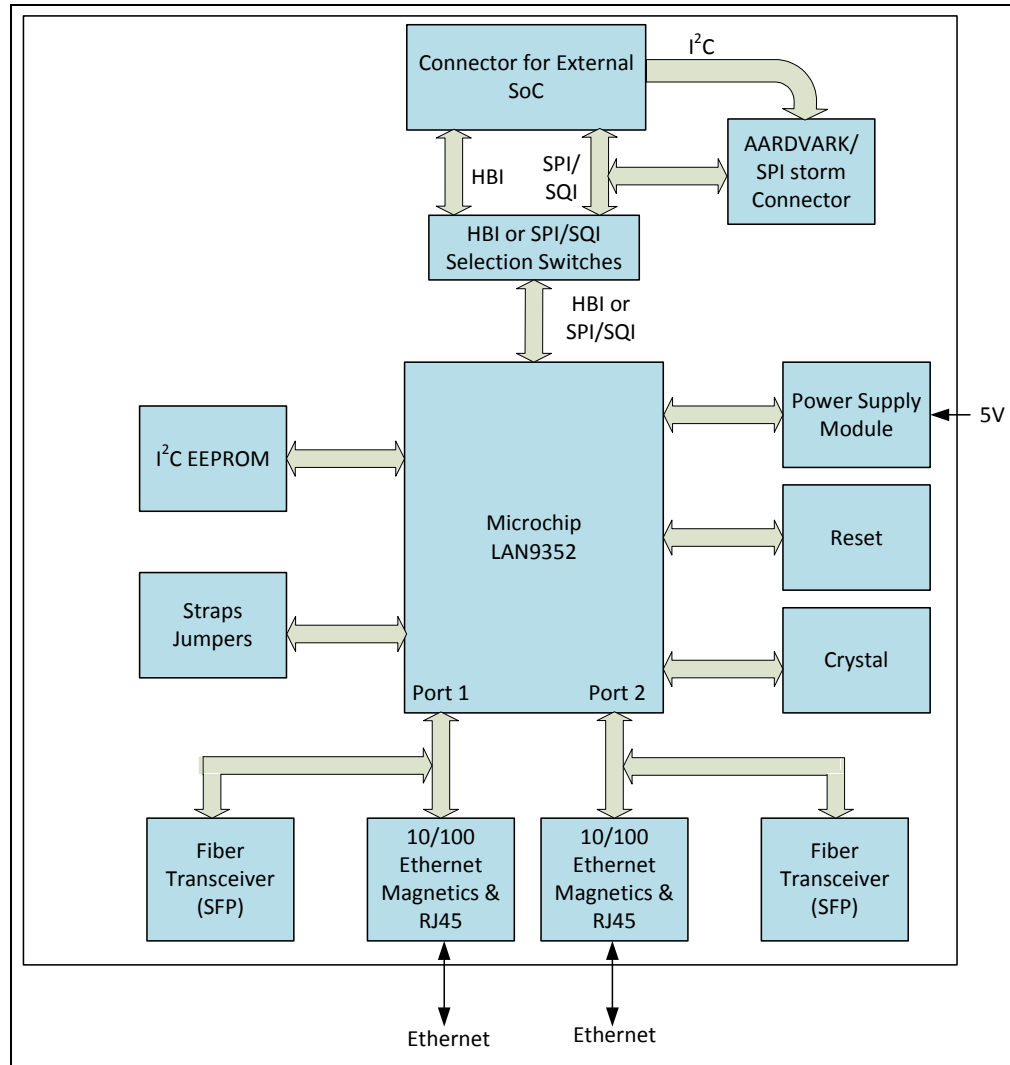 I²C
Connector for External
SoC
AARDVARK/
SPI storm
Connector
HBI
SPI/
SQI
HBI or SPI/SQI
Selection Switches
HBI or
SPI/SQI
Power Supply
Module
5V
I²C EEPROM
Microchip
LAN9352
Reset
Straps
Jumpers
Crystal
Port 1
Port 2
Fiber
Transceiver
(SFP)
10/100
Ethernet
Magnetics &
RJ45
10/100
Ethernet
Magnetics &
RJ45
Fiber
Transceiver
(SFP)
Ethernet
Ethernet